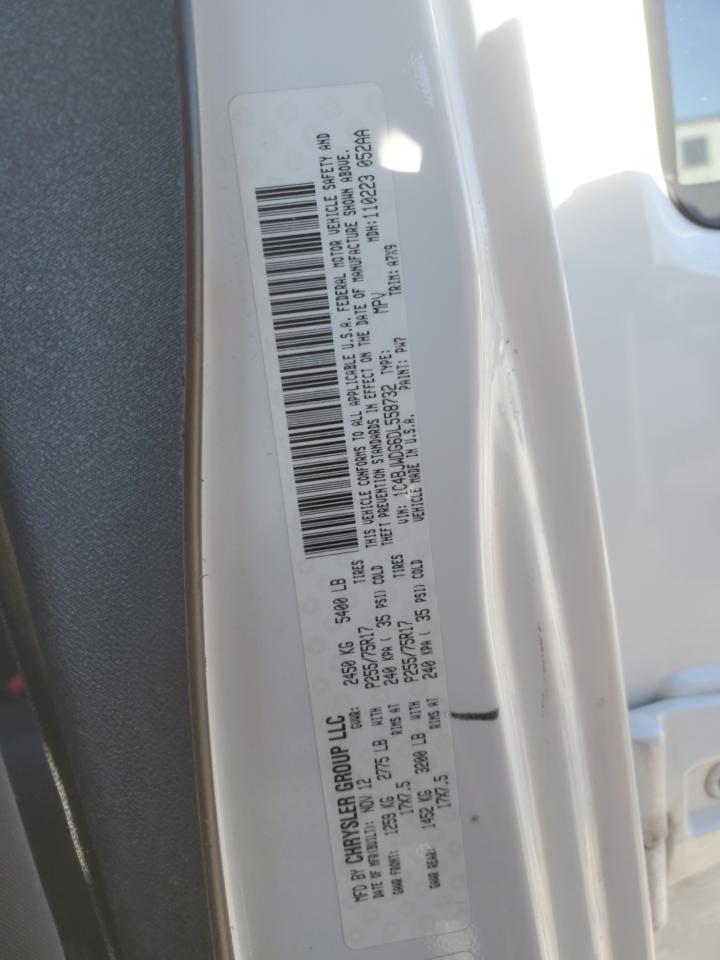 MFD BY CHRYSLER GROUP LLC
DATE OF MFR(BUILT): NOV 12 GVWR: 2450 KG 5400 LB
GAWR FRONT: 1259 KG 2775 LB WITH P255/75R17 TIRES
17X7.5 RIMS AT 240 KPA ( 35 PSI) COLD
GAWR REAR: 1452 KG 3200 LB WITH P255/75R17 TIRES
17X7.5 RIMS AT 240 KPA ( 35 PSI) COLD
THIS VEHICLE CONFORMS TO ALL APPLICABLE U.S.A. FEDERAL MOTOR VEHICLE SAFETY AND
THEFT PREVENTION STANDARDS IN EFFECT ON THE DATE OF MANUFACTURE SHOWN ABOVE.
VIN: 1C4BJWDG6DL558732 TYPE: MPV MDH: 110223 052AA
VEHICLE MADE IN U.S.A. PAINT: PW7 TRIM: A7X9